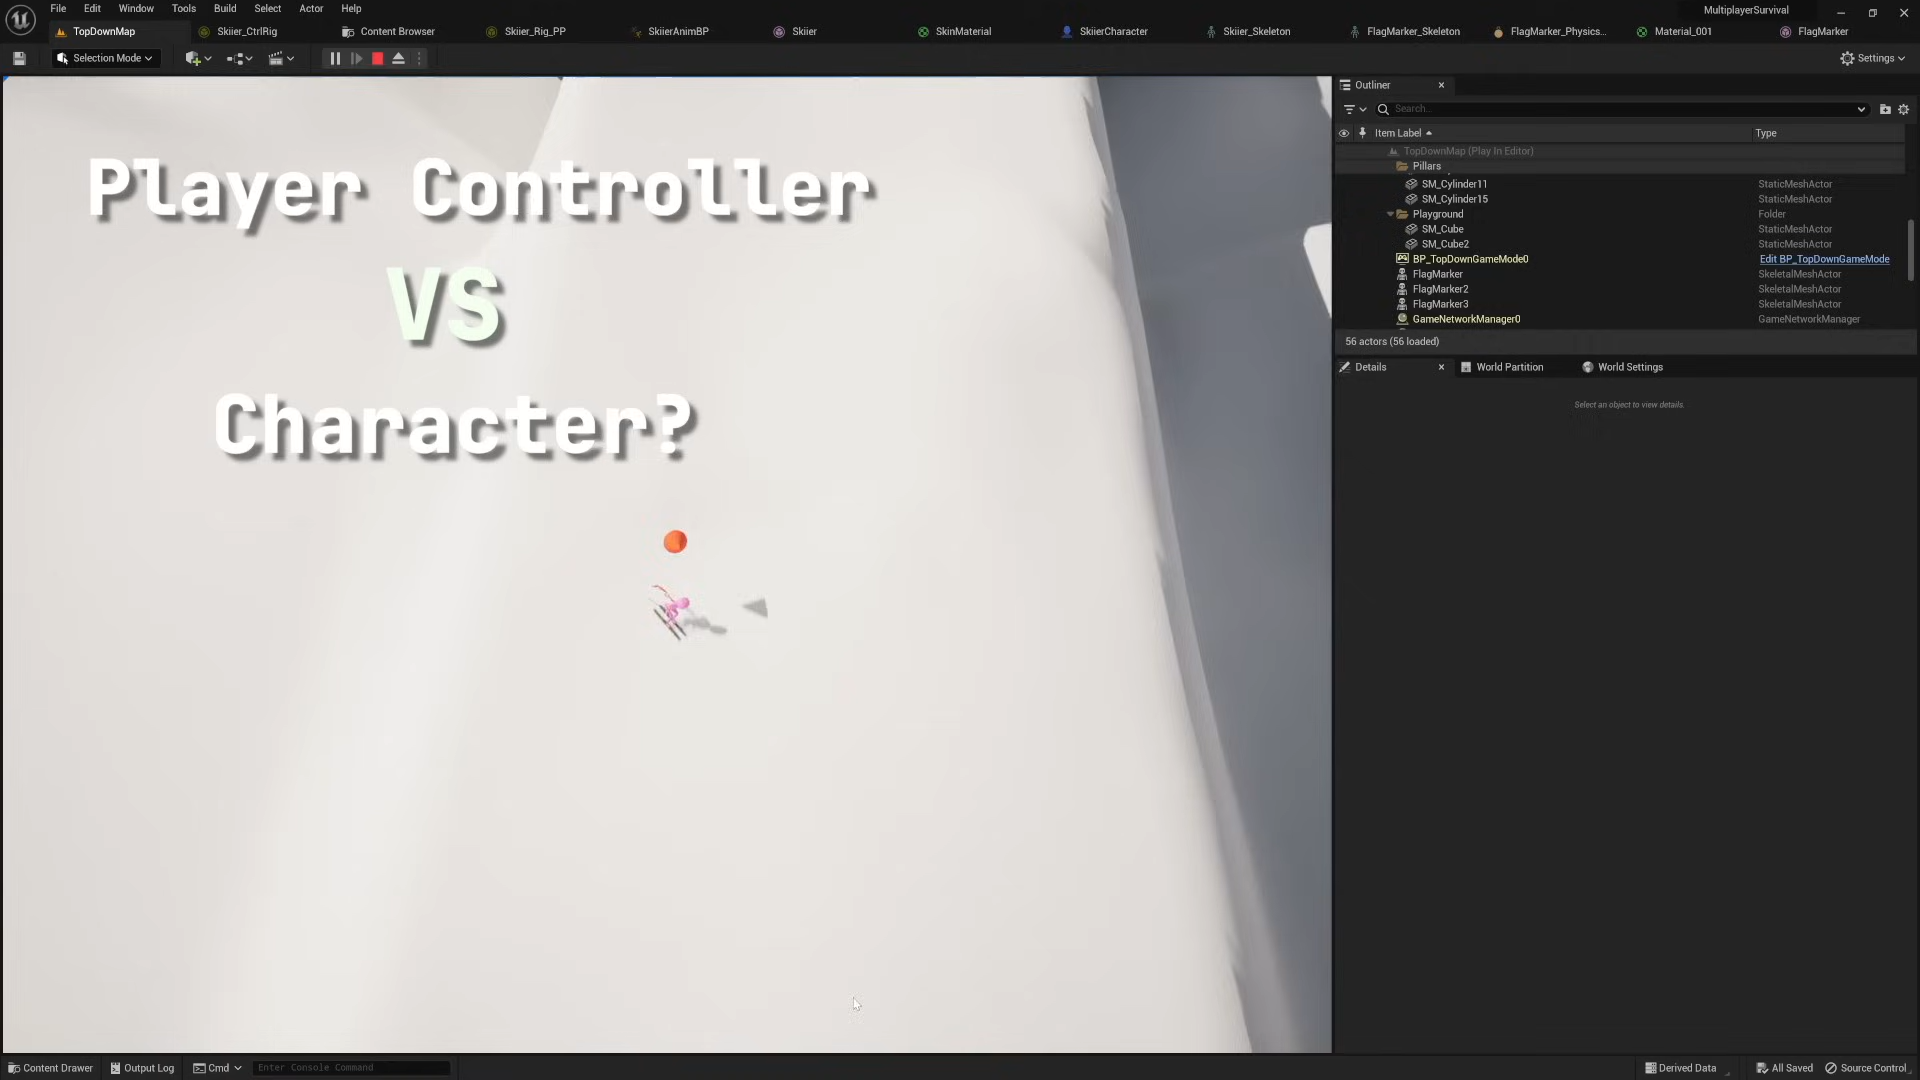 File Edit Window Tools Build Select Actor Help
MultiplayerSurvival
TopDownMap
Skiier_CtrlRig
Content Browser
Skiier_Rig_PP
SkiierAnimBP
Skiier
SkinMaterial
SkiierCharacter
Skiier_Skeleton
FlagMarker_Skeleton
FlagMarker_Physics...
Material_001
FlagMarker
Selection Mode
Settings
Player Controller
VS
Character?
Outliner
Search...
Item Label
Type
TopDownMap (Play In Editor)
Pillars
SM_Cylinder11 StaticMeshActor
SM_Cylinder15 StaticMeshActor
Playground Folder
SM_Cube StaticMeshActor
SM_Cube2 StaticMeshActor
BP_TopDownGameMode0 Edit BP_TopDownGameMode
FlagMarker SkeletalMeshActor
FlagMarker2 SkeletalMeshActor
FlagMarker3 SkeletalMeshActor
GameNetworkManager0 GameNetworkManager
56 actors (56 loaded)
Details
World Partition
World Settings
Select an object to view details.
Content Drawer
Output Log
Cmd
Enter Console Command
Derived Data
All Saved
Source Control